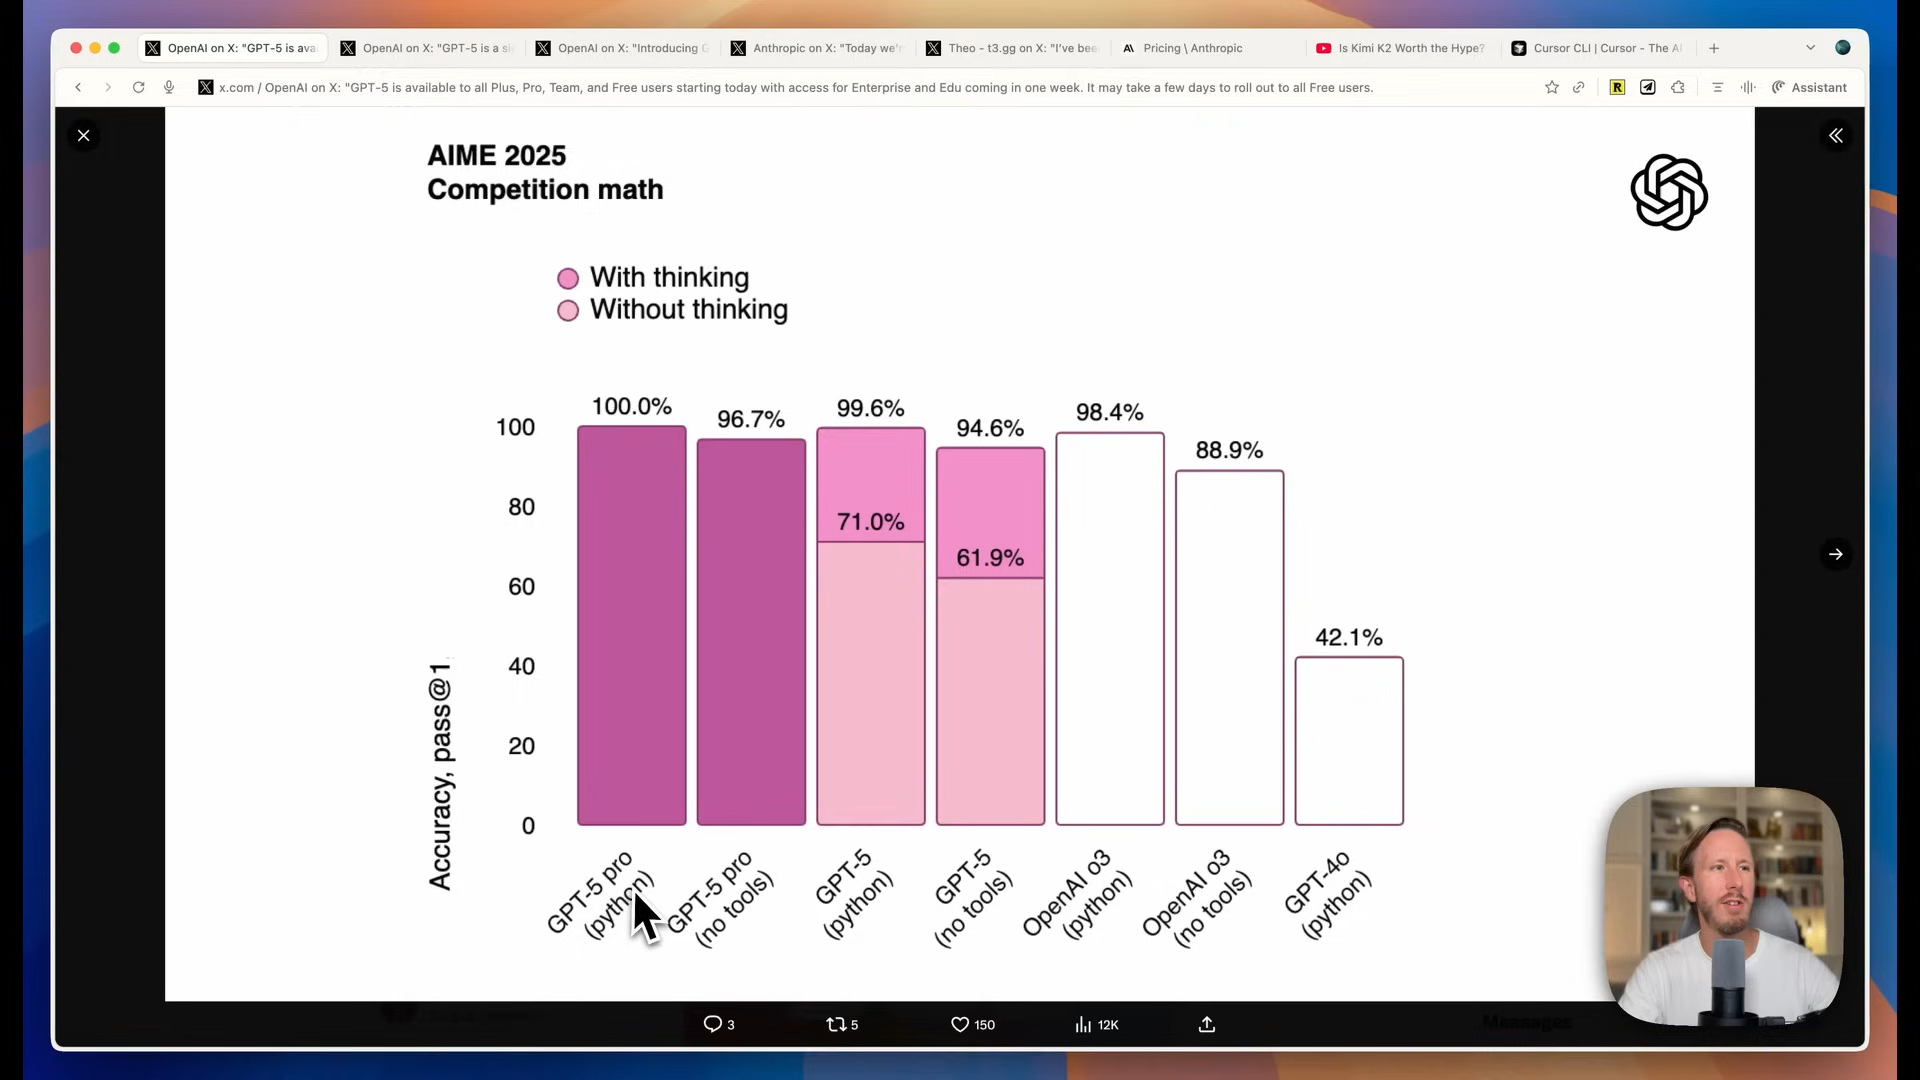 OpenAI on X: "GPT-5 is ava
OpenAI on X: "GPT-5 is a si
OpenAI on X: "Introducing G
Anthropic on X: "Today we'r
Theo - t3.gg on X: "I've bee
Pricing \ Anthropic
Is Kimi K2 Worth the Hype?
Cursor CLI | Cursor - The AI
x.com / OpenAI on X: "GPT-5 is available to all Plus, Pro, Team, and Free users starting today with access for Enterprise and Edu coming in one week. It may take a few days to roll out to all Free users.
R
Assistant
AIME 2025
Competition math
With thinking
Without thinking
100.0%
96.7%
99.6%
94.6%
98.4%
88.9%
71.0%
61.9%
42.1%
100
80
60
40
20
0
Accuracy, pass@1
GPT-5 pro
(python)
GPT-5 pro
(no tools)
GPT-5
(python)
GPT-5
(no tools)
OpenAI o3
(python)
OpenAI o3
(no tools)
GPT-4o
(python)
3
5
150
12K
Messages